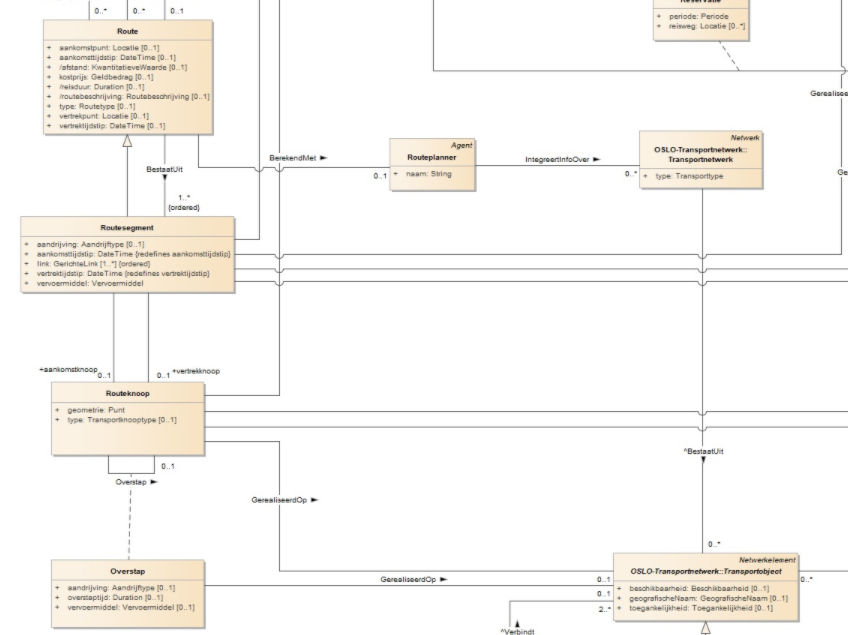 0..*
0..*
0..1
Reservatie
+ periode: Periode
+ reisweg: Locatie [0..*]
Route
+ aankomstpunt: Locatie [0..1]
+ aankomsttijdstip: DateTime [0..1]
+ /afstand: KwantitatieveWaarde [0..1]
+ kostprijs: Geldbedrag [0..1]
+ /reisduur: Duration [0..1]
+ /routebeschrijving: Routebeschrijving [0..1]
+ type: Routetype [0..1]
+ vertrekpunt: Locatie [0..1]
+ vertrektijdstip: DateTime [0..1]
Gerealisee
BestaatUit
1..*
{ordered}
BerekendMet
0..1
Agent
Routeplanner
+ naam: String
IntegreertInfoOver
0..*
Netwerk
OSLO-Transportnetwerk::
Transportnetwerk
+ type: Transporttype
Ge
Routesegment
+ aandrijving: Aandrijftype [0..1]
+ aankomsttijdstip: DateTime {redefines aankomsttijdstip}
+ link: GerichteLink [1..*] {ordered}
+ vertrektijdstip: DateTime {redefines vertrektijdstip}
+ vervoermiddel: Vervoermiddel
+aankomstknoop
0..1
0..1
+vertrekknoop
Routeknoop
+ geometrie: Punt
+ type: Transportknooptype [0..1]
0..1
Overstap
^BestaatUit
GerealiseerdOp
0..*
Overstap
+ aandrijving: Aandrijftype [0..1]
+ overstaptijd: Duration [0..1]
+ vervoermiddel: Vervoermiddel [0..1]
GerealiseerdOp
0..1
0..1
2..*
^Verbindt
Netwerkelement
OSLO-Transportnetwerk::Transportobject
+ beschikbaarheid: Beschikbaarheid [0..1]
+ geografischeNaam: GeografischeNaam [0..1]
+ toegankelijkheid: Toegankelijkheid [0..1]
0..*